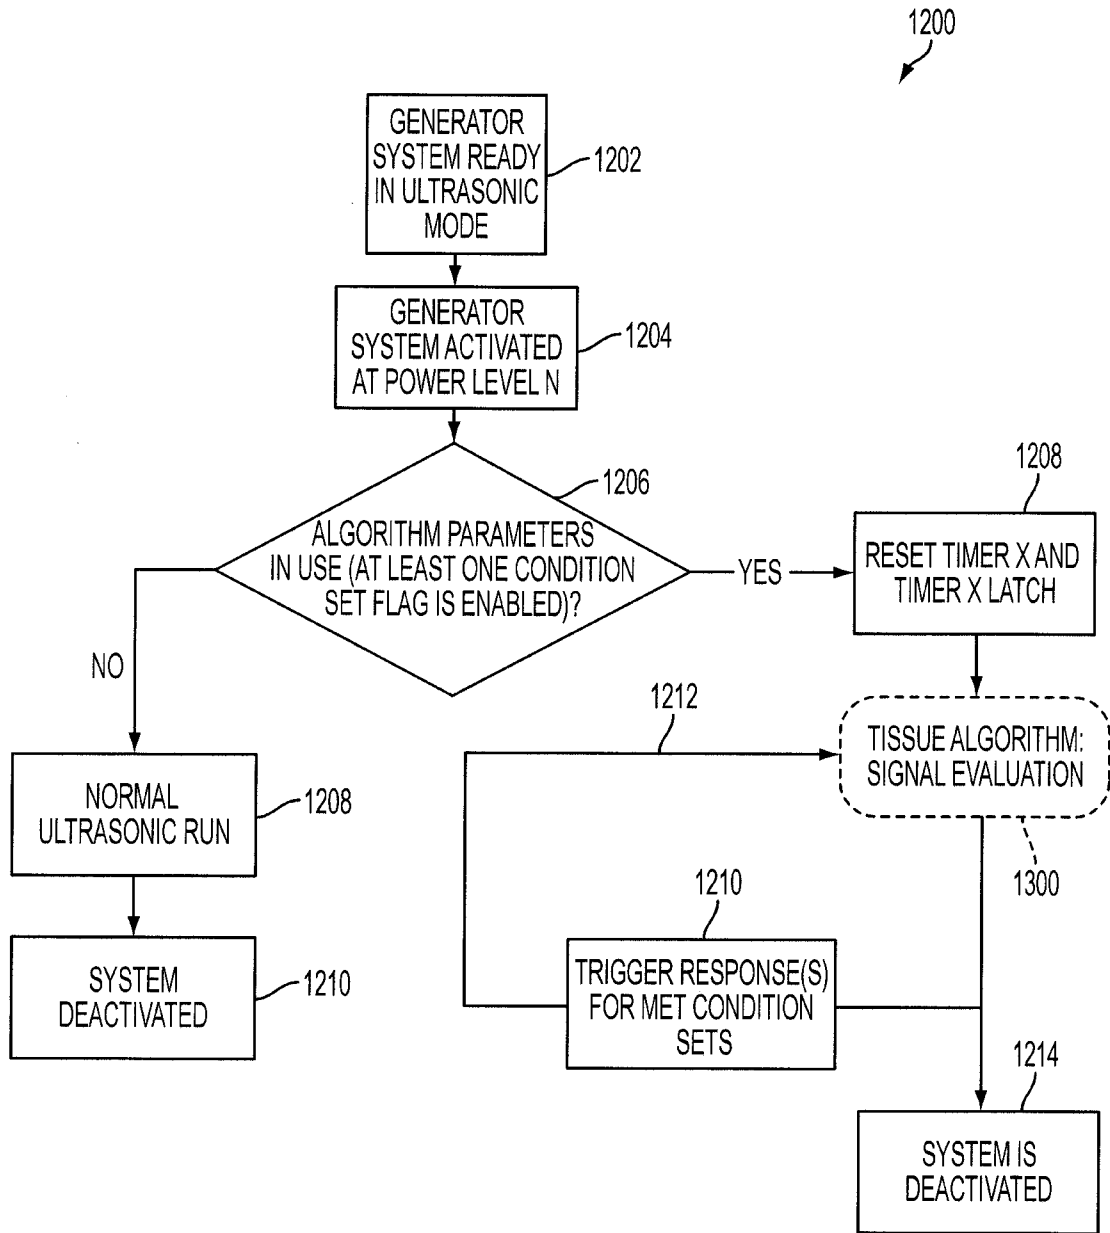 1200
GENERATOR
SYSTEM READY
IN ULTRASONIC
MODE
1202
GENERATOR
SYSTEM ACTIVATED
AT POWER LEVEL N
1204
1206
ALGORITHM PARAMETERS
IN USE (AT LEAST ONE CONDITION
SET FLAG IS ENABLED)?
YES
1208
RESET TIMER X AND
TIMER X LATCH
NO
1212
TISSUE ALGORITHM:
SIGNAL EVALUATION
1300
NORMAL
ULTRASONIC RUN
1208
SYSTEM
DEACTIVATED
1210
1210
TRIGGER RESPONSE(S)
FOR MET CONDITION
SETS
1214
SYSTEM IS
DEACTIVATED